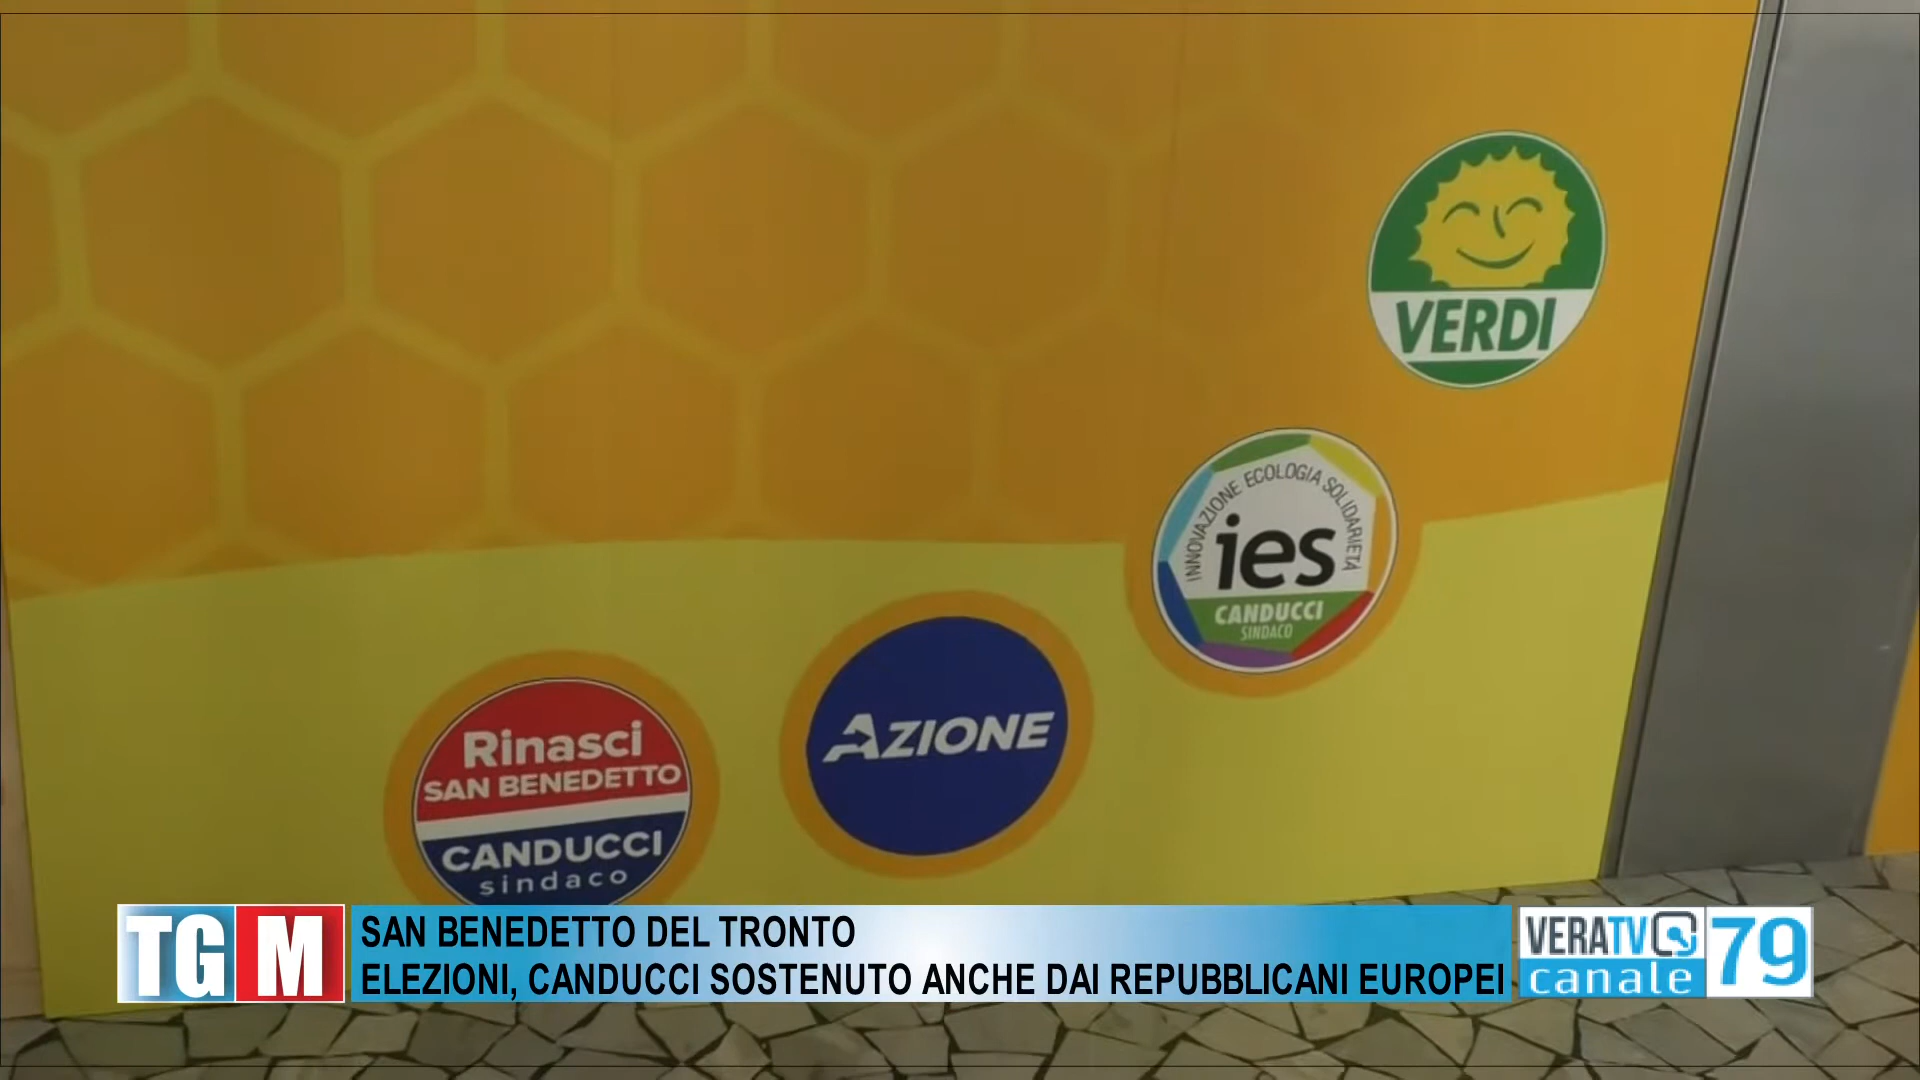 VERDI
INNOVAZIONE ECOLOGIA SOLIDARIETÀ
ies
CANDUCCI
SINDACO
AZIONE
Rinasci
SAN BENEDETTO
CANDUCCI
sindaco
TGM
SAN BENEDETTO DEL TRONTO
ELEZIONI, CANDUCCI SOSTENUTO ANCHE DAI REPUBBLICANI EUROPEI
VERATV
canale
79